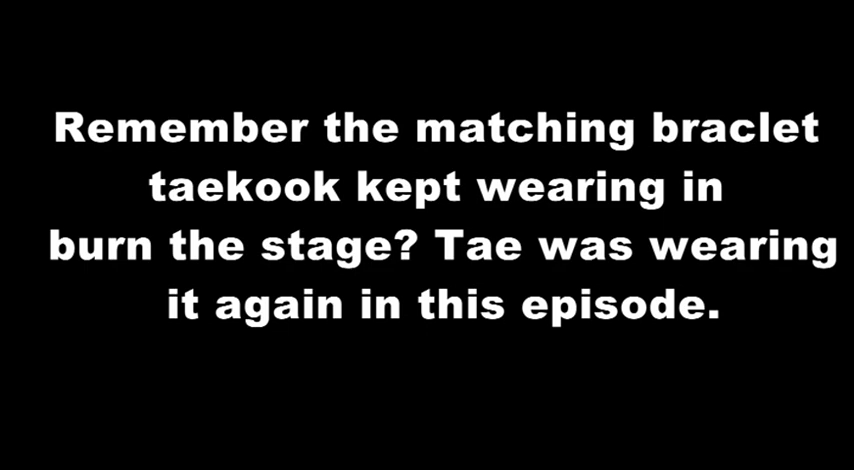 Remember the matching braclet
taekook kept wearing in
burn the stage? Tae was wearing
it again in this episode.